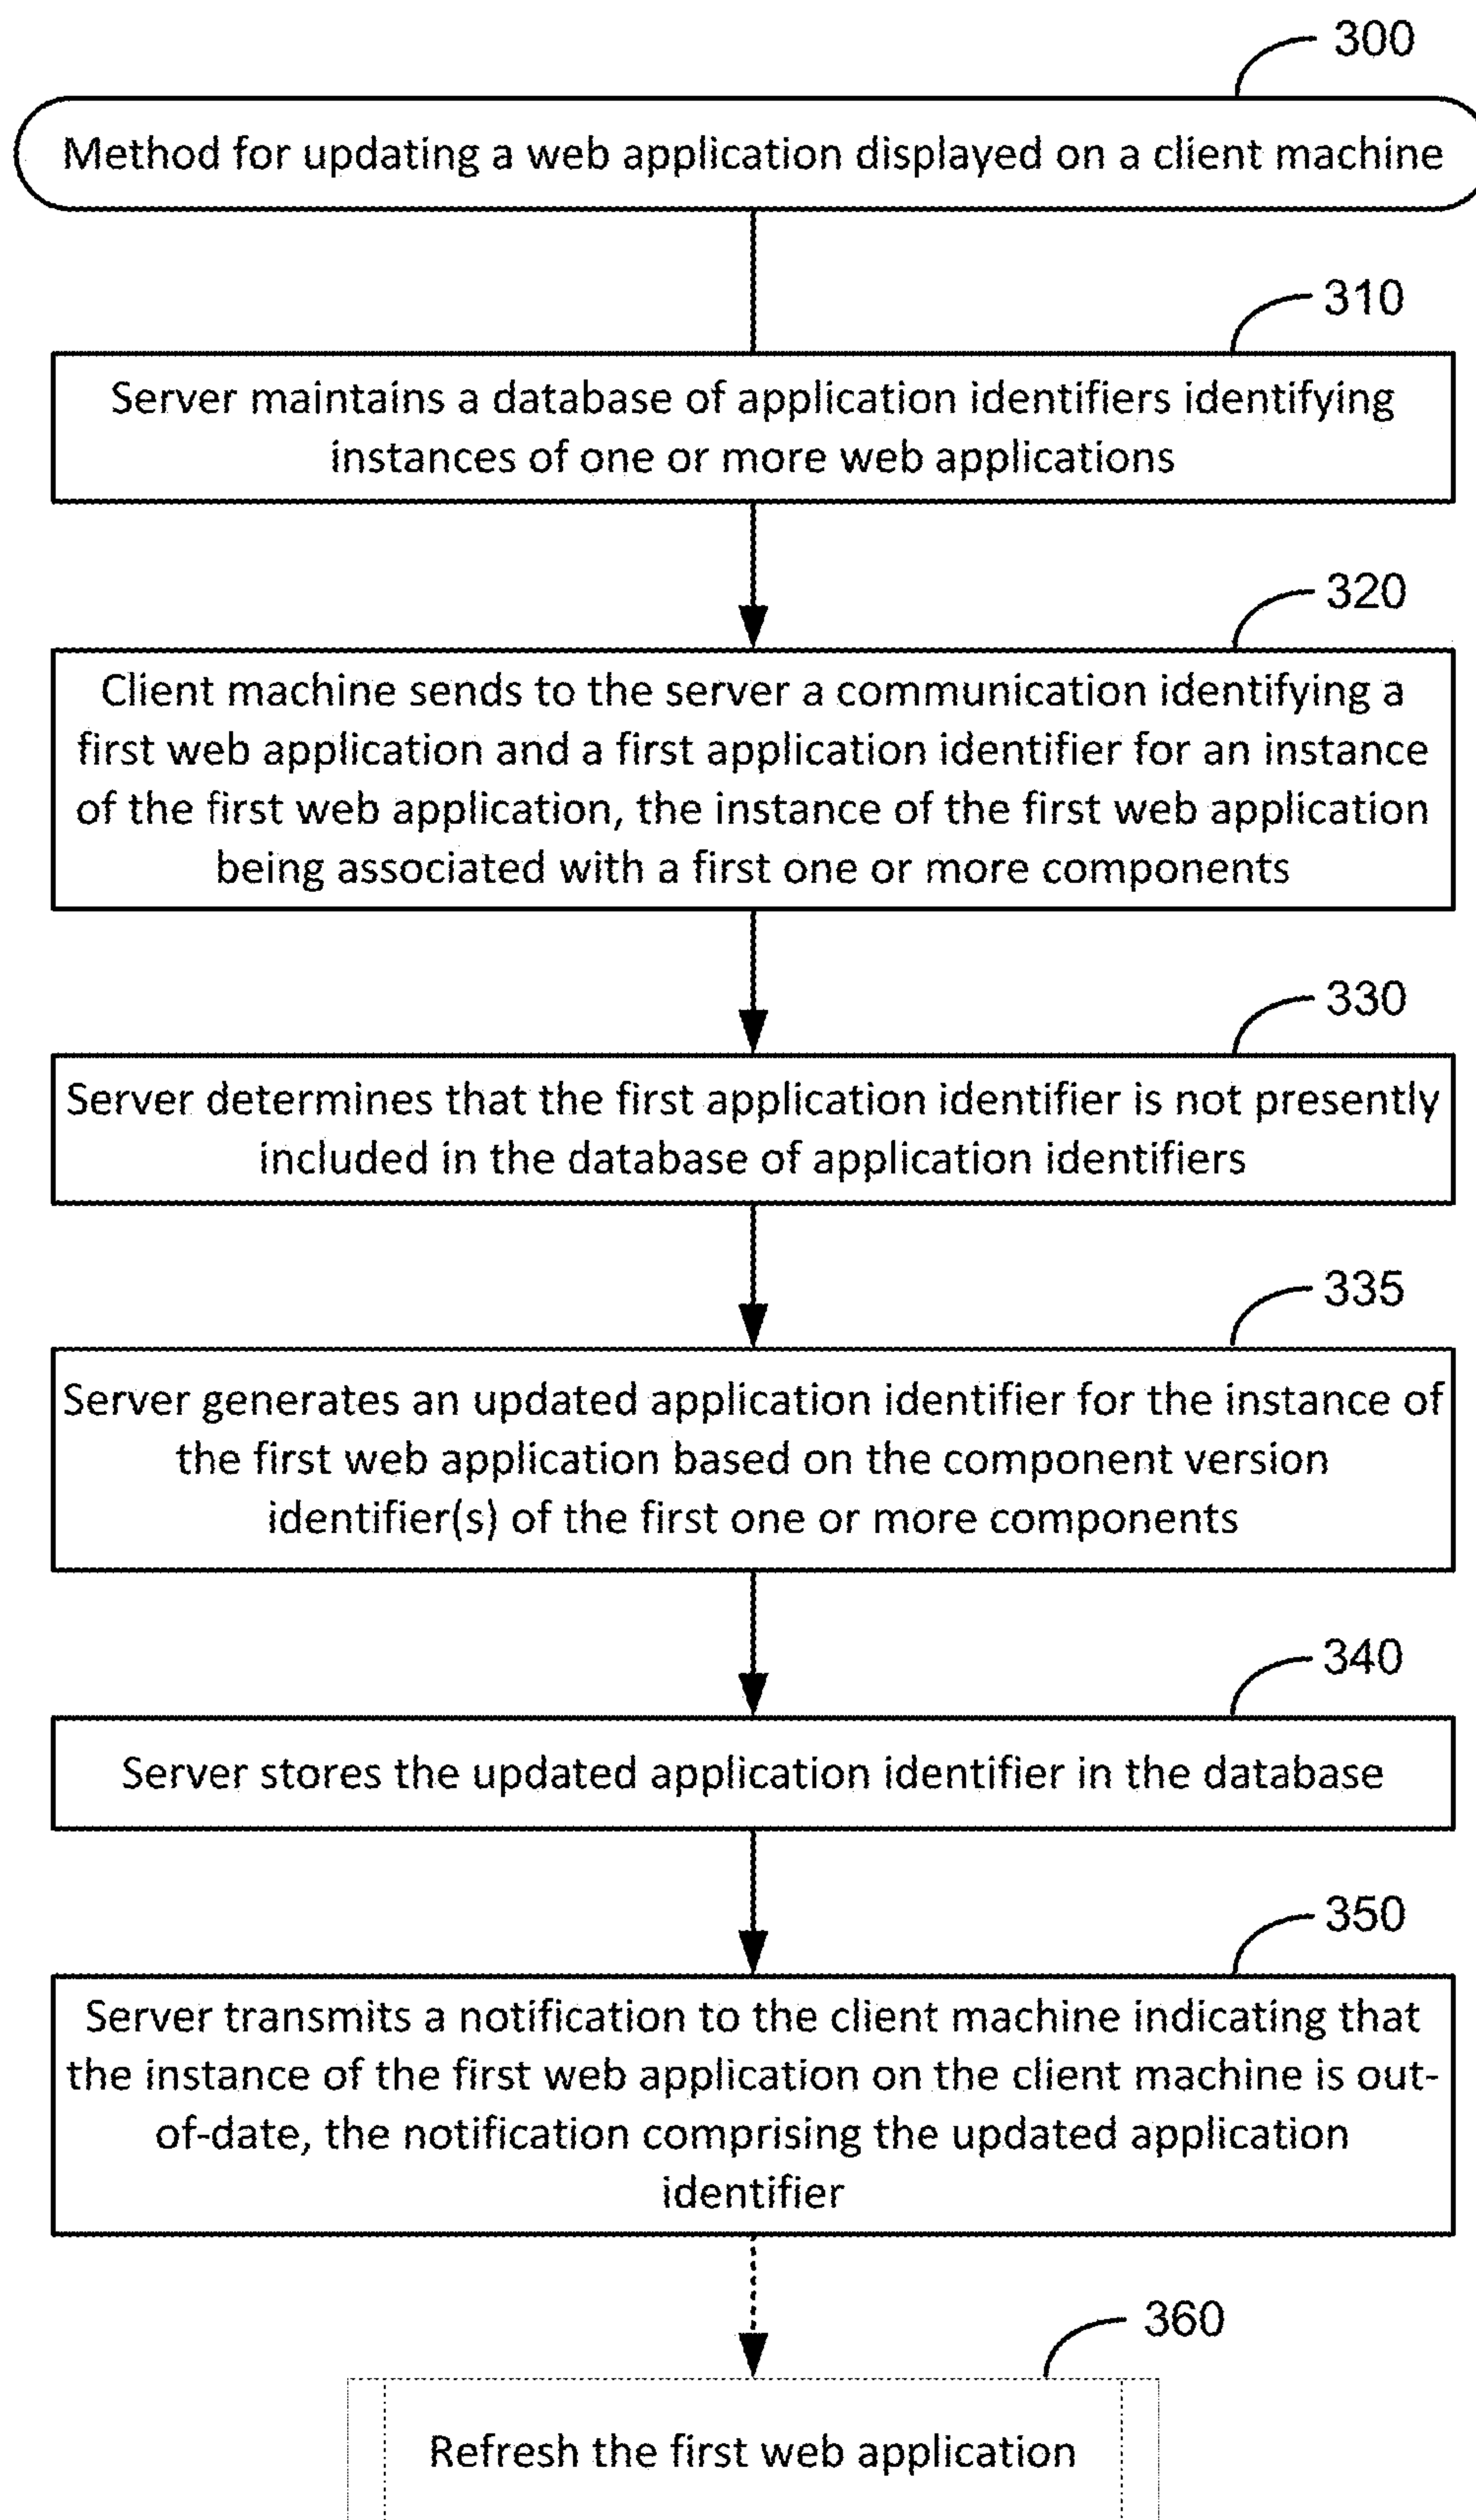 300
Method for updating a web application displayed on a client machine
310
Server maintains a database of application identifiers identifying
instances of one or more web applications
320
Client machine sends to the server a communication identifying a
first web application and a first application identifier for an instance
of the first web application, the instance of the first web application
being associated with a first one or more components
330
Server determines that the first application identifier is not presently
included in the database of application identifiers
335
Server generates an updated application identifier for the instance of
the first web application based on the component version
identifier(s) of the first one or more components
340
Server stores the updated application identifier in the database
350
Server transmits a notification to the client machine indicating that
the instance of the first web application on the client machine is out-
of-date, the notification comprising the updated application
identifier
360
Refresh the first web application